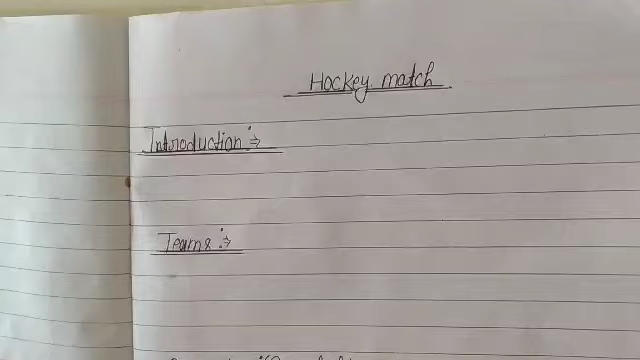 Hockey match
Introduction :→
Teams :→